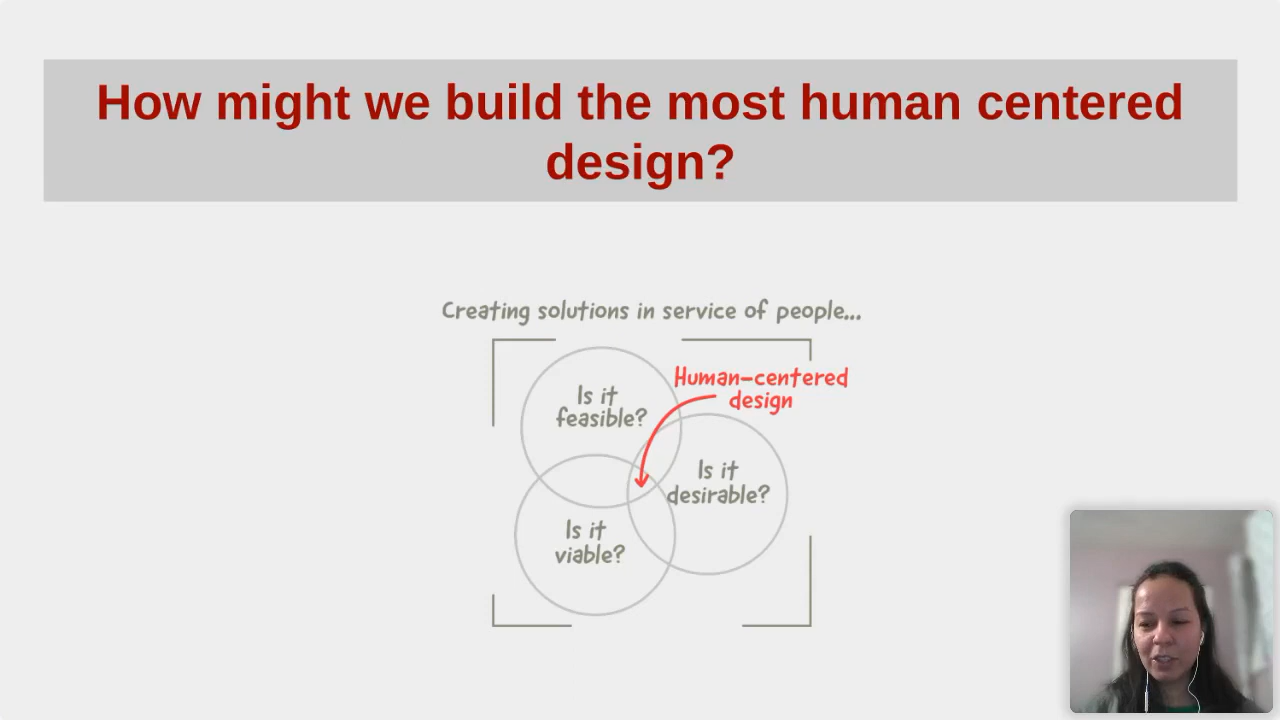 How might we build the most human centered
design?
Creating solutions in service of people...
Human-centered
design
Is it
feasible?
Is it
desirable?
Is it
viable?